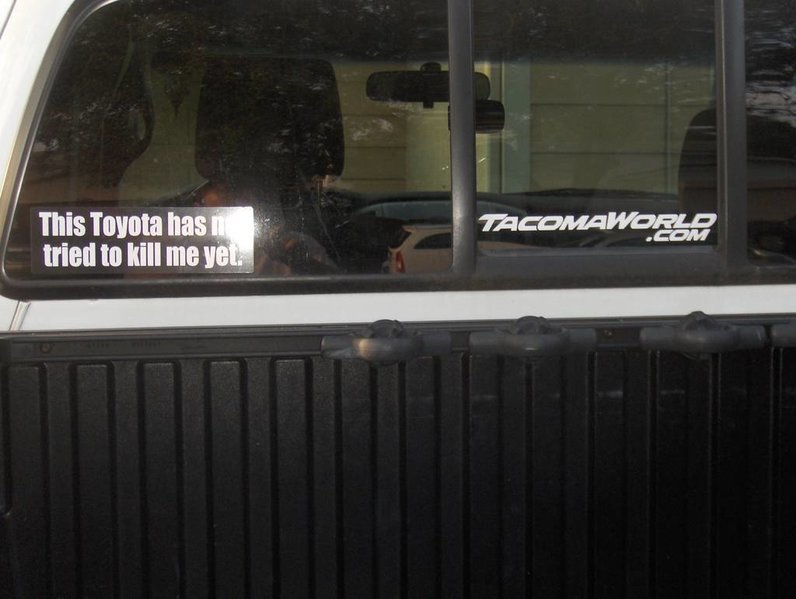 This Toyota has
tried to kill me yet.
TACOMAWORLD
.COM